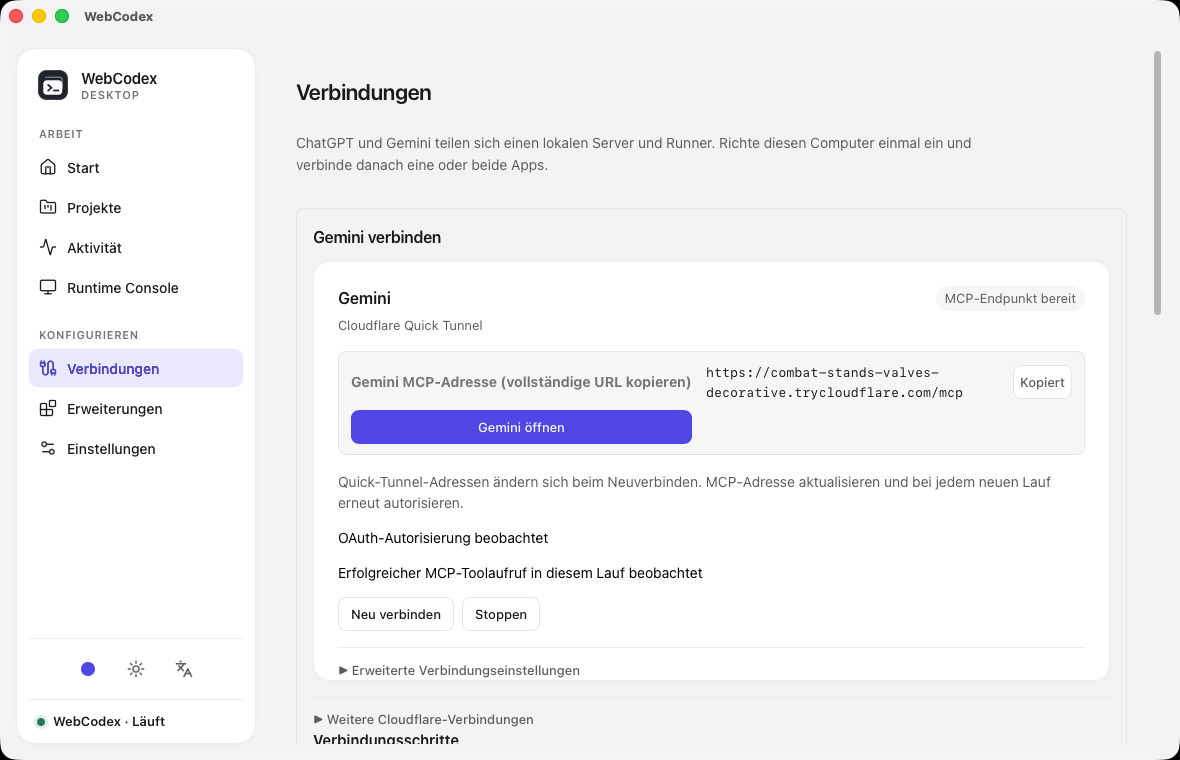 WebCodex
WebCodex
DESKTOP
ARBEIT
Start
Projekte
Aktivität
Runtime Console
KONFIGURIEREN
Verbindungen
Erweiterungen
Einstellungen
WebCodex · Läuft
Verbindungen
ChatGPT und Gemini teilen sich einen lokalen Server und Runner. Richte diesen Computer einmal ein und
verbinde danach eine oder beide Apps.
Gemini verbinden
Gemini
MCP-Endpunkt bereit
Cloudflare Quick Tunnel
Gemini MCP-Adresse (vollständige URL kopieren)
https://combat-stands-valves-
decorative.trycloudflare.com/mcp
Kopiert
Gemini öffnen
Quick-Tunnel-Adressen ändern sich beim Neuverbinden. MCP-Adresse aktualisieren und bei jedem neuen Lauf
erneut autorisieren.
OAuth-Autorisierung beobachtet
Erfolgreicher MCP-Toolaufruf in diesem Lauf beobachtet
Neu verbinden
Stoppen
Erweiterte Verbindungseinstellungen
Weitere Cloudflare-Verbindungen
Verbindungsschritte